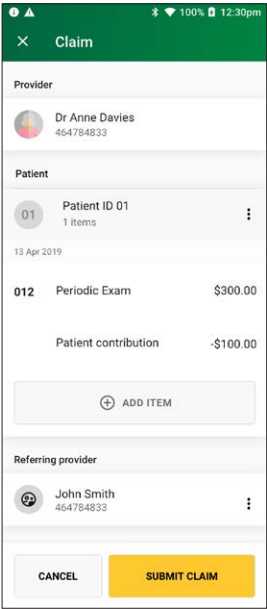 100% 12:30pm
Claim
Provider
Dr Anne Davies
464784833
Patient
01
Patient ID 01
1 items
13 Apr 2019
012 Periodic Exam $300.00
Patient contribution -$100.00
ADD ITEM
Referring provider
John Smith
464784833
CANCEL SUBMIT CLAIM